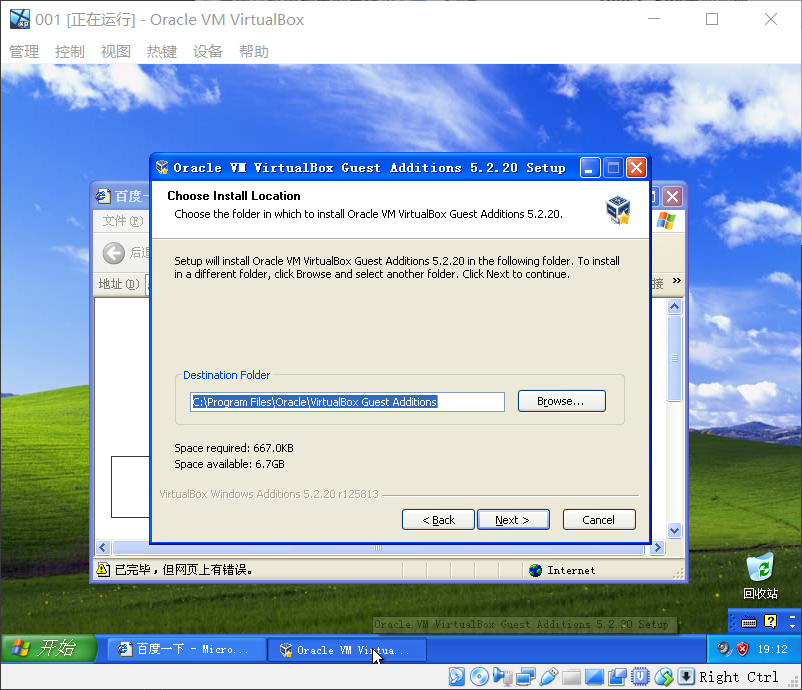 001 [正在运行] - Oracle VM VirtualBox
管理 控制 视图 热键 设备 帮助
Oracle VM VirtualBox Guest Additions 5.2.20 Setup
百度一
Choose Install Location
Choose the folder in which to install Oracle VM VirtualBox Guest Additions 5.2.20.
文件(F)
后退
Setup will install Oracle VM VirtualBox Guest Additions 5.2.20 in the following folder. To install
in a different folder, click Browse and select another folder. Click Next to continue.
地址(D)
接 »
Destination Folder
C:\Program Files\Oracle\VirtualBox Guest Additions
Browse...
Space required: 667.0KB
Space available: 6.7GB
VirtualBox Windows Additions 5.2.20 r125813
< Back Next > Cancel
已完毕，但网页上有错误。 Internet
回收站
Oracle VM VirtualBox Guest Additions 5.2.20 Setup
开始 百度一下 - Micro... Oracle VM Virtua... 19:12
Right Ctrl